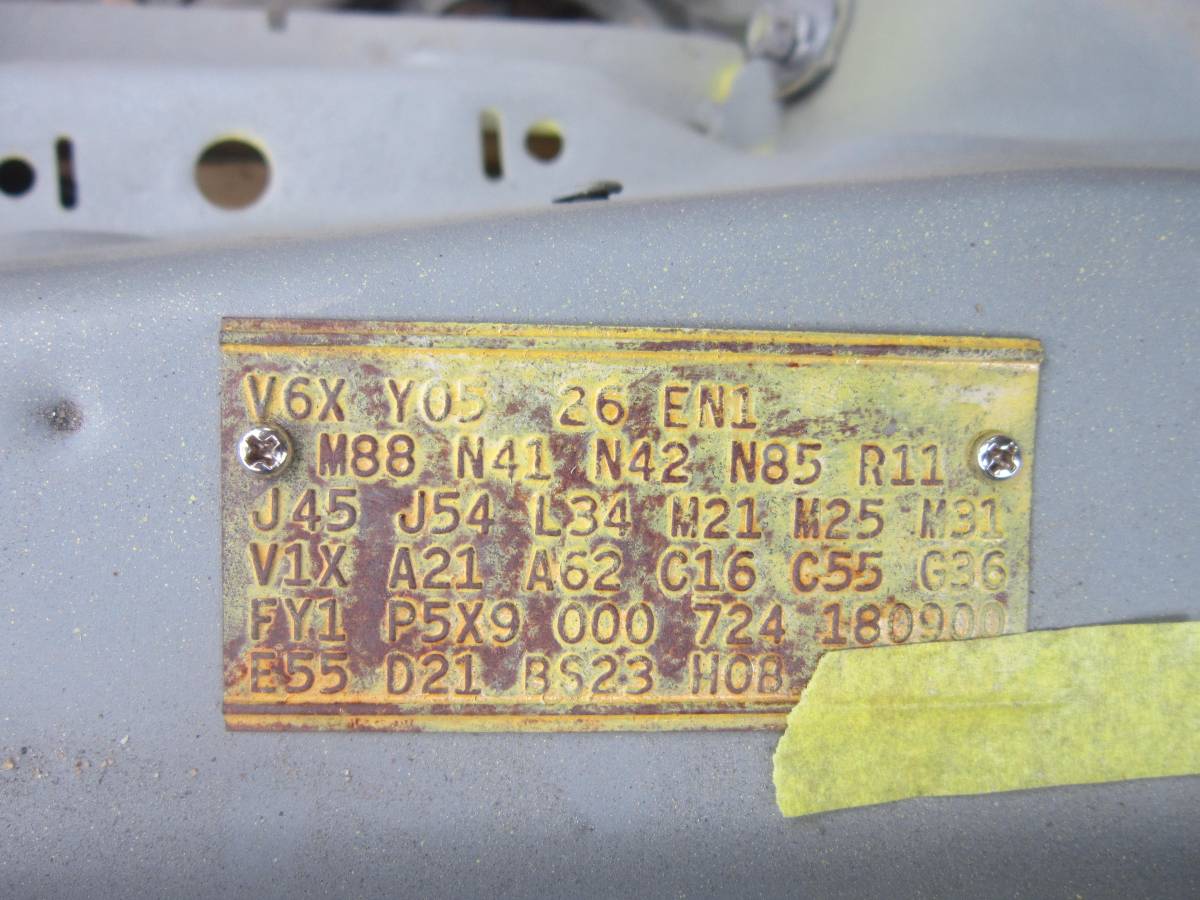 V6X Y05 26 EN1
M88 N41 N42 N85 R11
J45 J54 L34 M21 M25 M31
V1X A21 A62 C16 C55 G36
FY1 P5X9 000 724 180900
E55 D21 BS23 H08